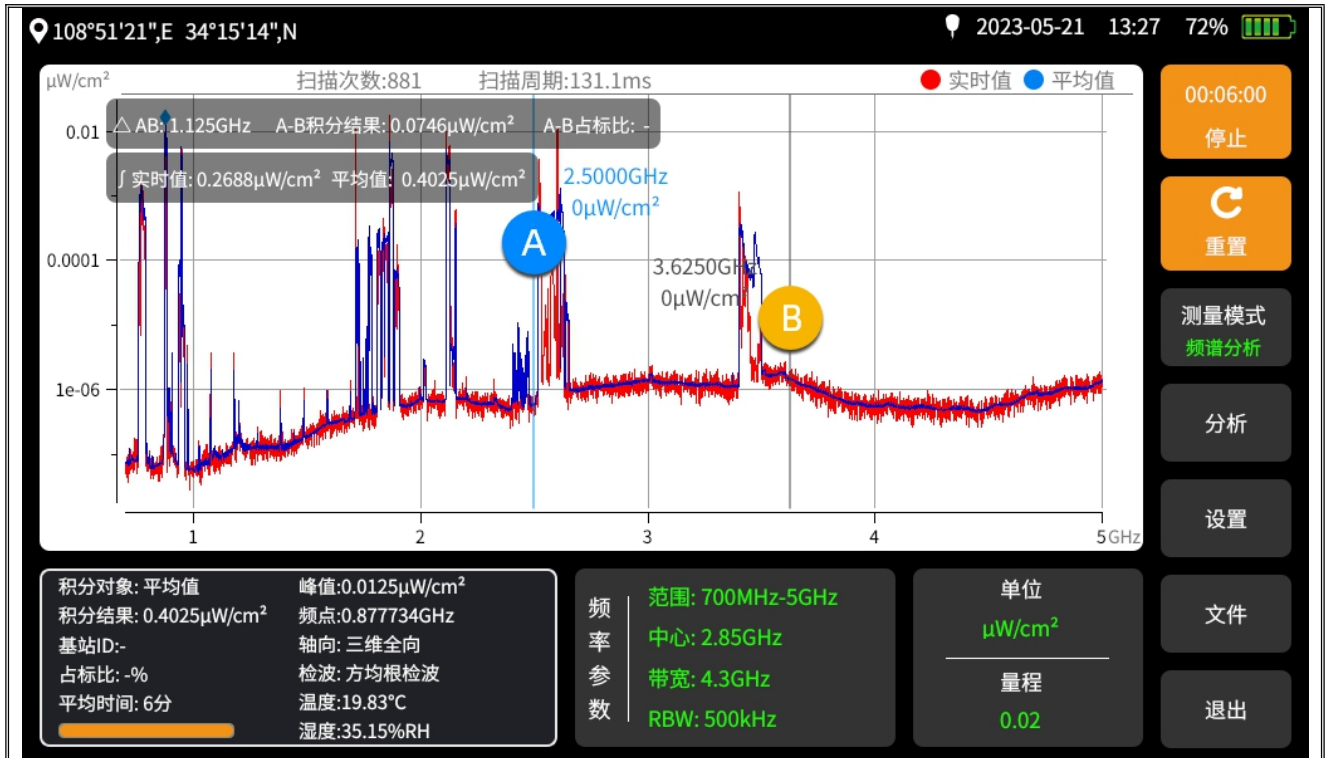 108°51'21",E 34°15'14",N
2023-05-21 13:27 72%
μW/cm² 扫描次数:881 扫描周期:131.1ms 实时值 平均值
△ AB: 1.125GHz A-B积分结果: 0.0746μW/cm² A-B占标比: -
∫ 实时值: 0.2688μW/cm² 平均值: 0.4025μW/cm²
0.01
0.0001
1e-06
2.5000GHz
0μW/cm²
A
3.6250GHz
0μW/cm
B
1 2 3 4 5 GHz
00:06:00
停止
重置
测量模式
频谱分析
分析
设置
文件
退出
积分对象: 平均值
积分结果: 0.4025μW/cm²
基站ID:-
占标比: -%
平均时间: 6分
峰值:0.0125μW/cm²
频点:0.877734GHz
轴向: 三维全向
检波: 方均根检波
温度:19.83°C
湿度:35.15%RH
频率参数
范围: 700MHz-5GHz
中心: 2.85GHz
带宽: 4.3GHz
RBW: 500kHz
单位
μW/cm²
量程
0.02